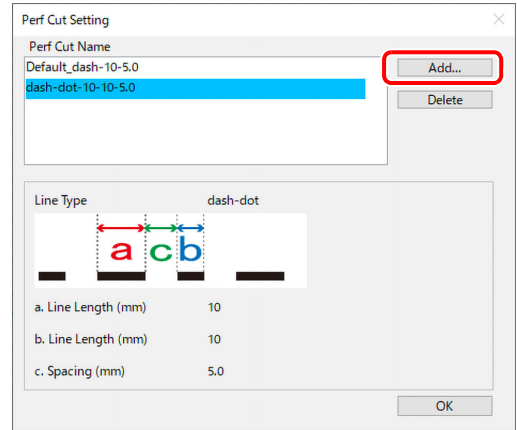 Perf Cut Setting
Perf Cut Name
Default_dash-10-5.0
Add...
dash-dot-10-10-5.0
Delete
Line Type dash-dot
a c b
a. Line Length (mm) 10
b. Line Length (mm) 10
c. Spacing (mm) 5.0
OK